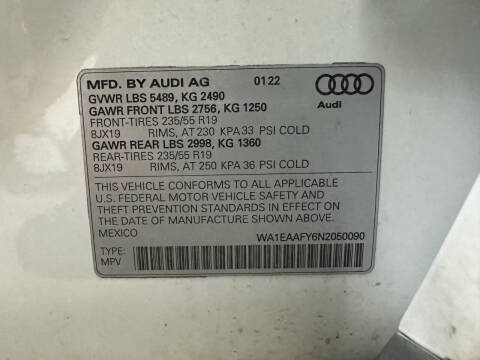 MFD. BY AUDI AG 0122
GVWR LBS 5489, KG 2490
GAWR FRONT LBS 2756, KG 1250
FRONT-TIRES 235/55 R19
8JX19 RIMS, AT 230 KPA 33 PSI COLD
GAWR REAR LBS 2998, KG 1360
REAR-TIRES 235/55 R19
8JX19 RIMS, AT 250 KPA 36 PSI COLD
Audi
THIS VEHICLE CONFORMS TO ALL APPLICABLE
U.S. FEDERAL MOTOR VEHICLE SAFETY AND
THEFT PREVENTION STANDARDS IN EFFECT ON
THE DATE OF MANUFACTURE SHOWN ABOVE.
MEXICO WA1EAAFY6N2050090
TYPE:
MPV